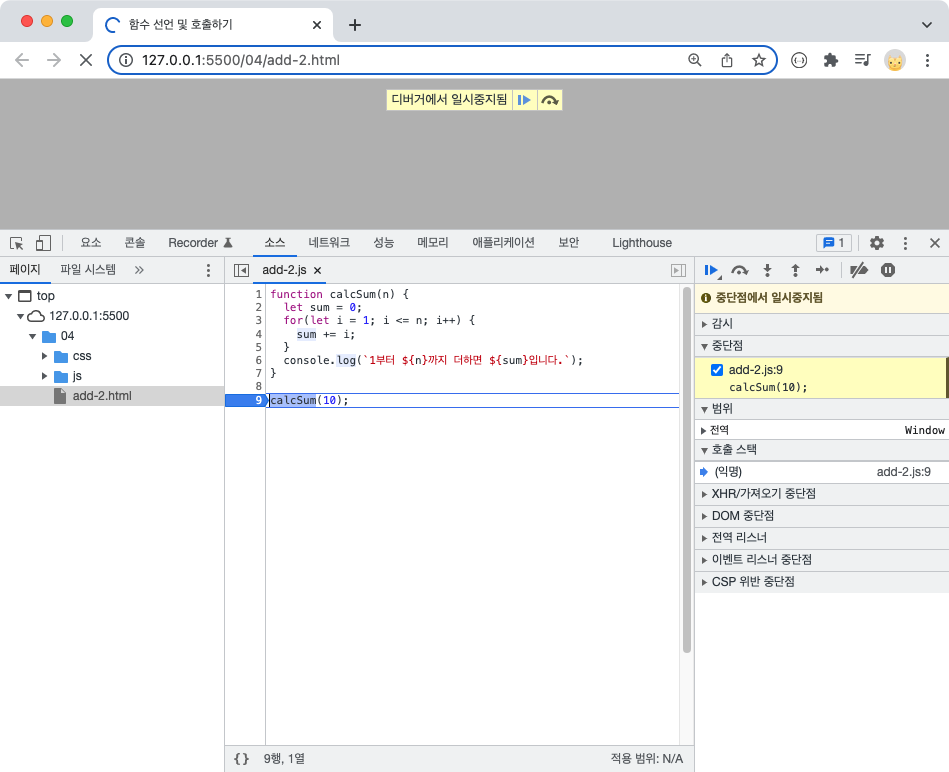 함수 선언 및 호출하기
127.0.0.1:5500/04/add-2.html
디버거에서 일시중지됨
요소 콘솔 Recorder 소스 네트워크 성능 메모리 애플리케이션 보안 Lighthouse 1
페이지 파일 시스템 »
add-2.js
top
127.0.0.1:5500
04
css
js
add-2.html
1 function calcSum(n) {
2 let sum = 0;
3 for(let i = 1; i <= n; i++) {
4 sum += i;
5 }
6 console.log(`1부터 ${n}까지 더하면 ${sum}입니다.`);
7 }
8
9 calcSum(10);
{ } 9행, 1열 적용 범위: N/A
중단점에서 일시중지됨
감시
중단점
add-2.js:9
calcSum(10);
범위
전역 Window
호출 스택
(익명) add-2.js:9
XHR/가져오기 중단점
DOM 중단점
전역 리스너
이벤트 리스너 중단점
CSP 위반 중단점